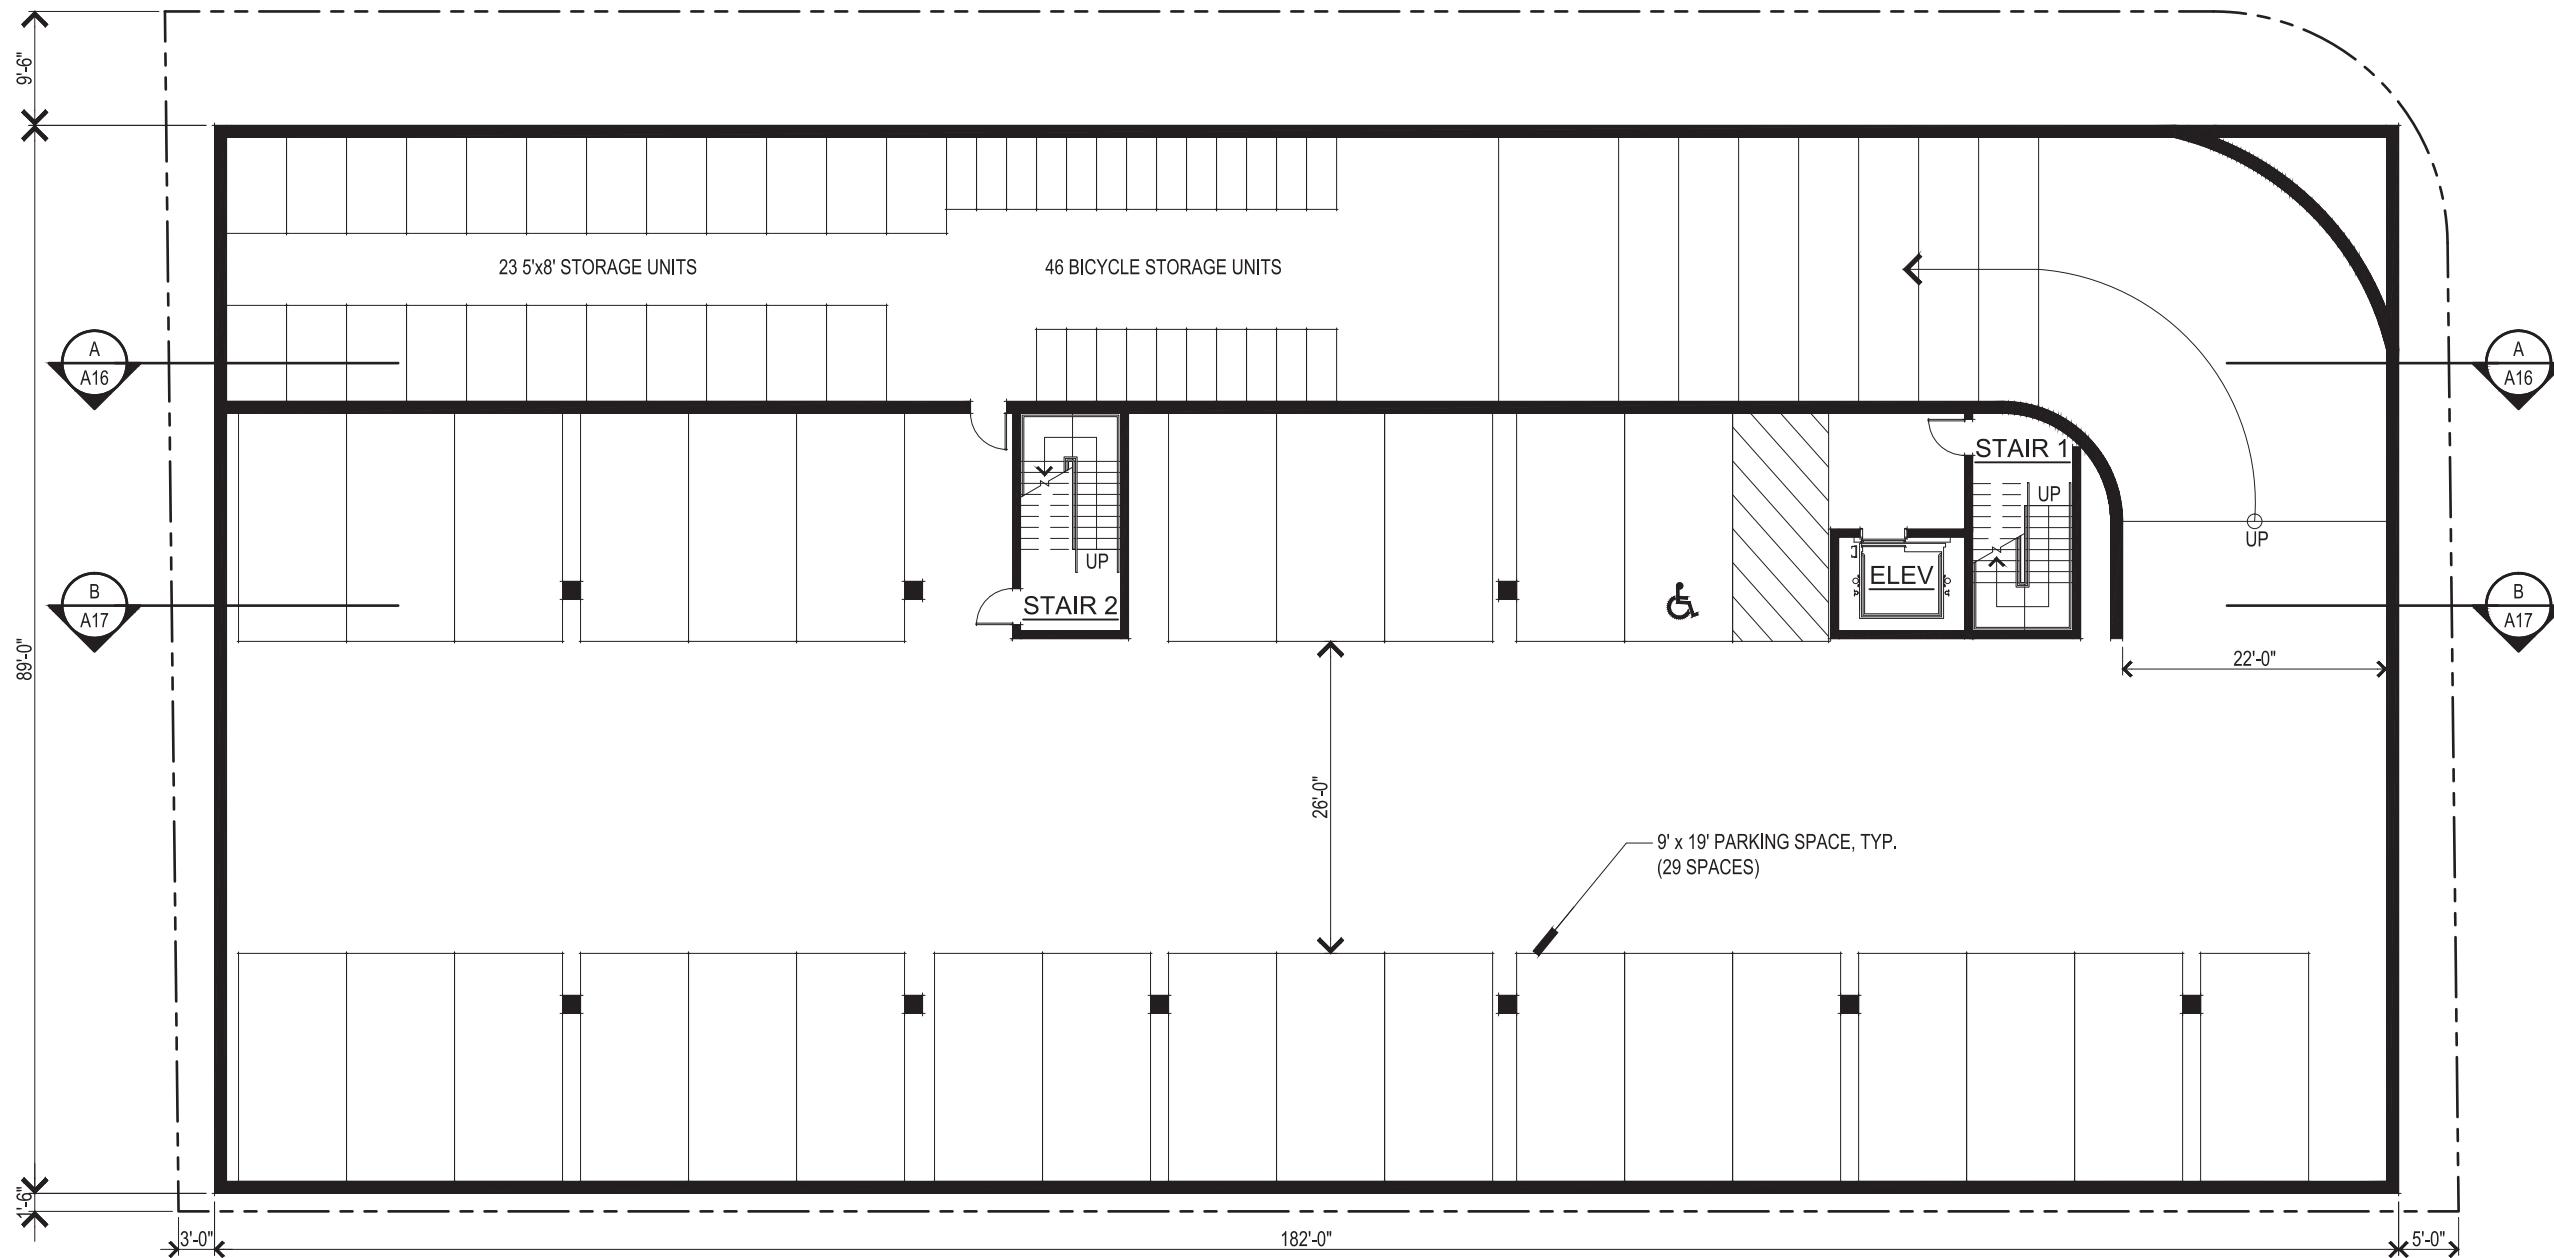 9'-6"
23 5'x8' STORAGE UNITS
46 BICYCLE STORAGE UNITS
A
A16
A
A16
STAIR 1
UP
UP
UP
ELEV
STAIR 2
B
A17
B
A17
89'-0"
22'-0"
26'-0"
9' x 19' PARKING SPACE, TYP.
(29 SPACES)
1'-6"
3'-0"
182'-0"
5'-0"